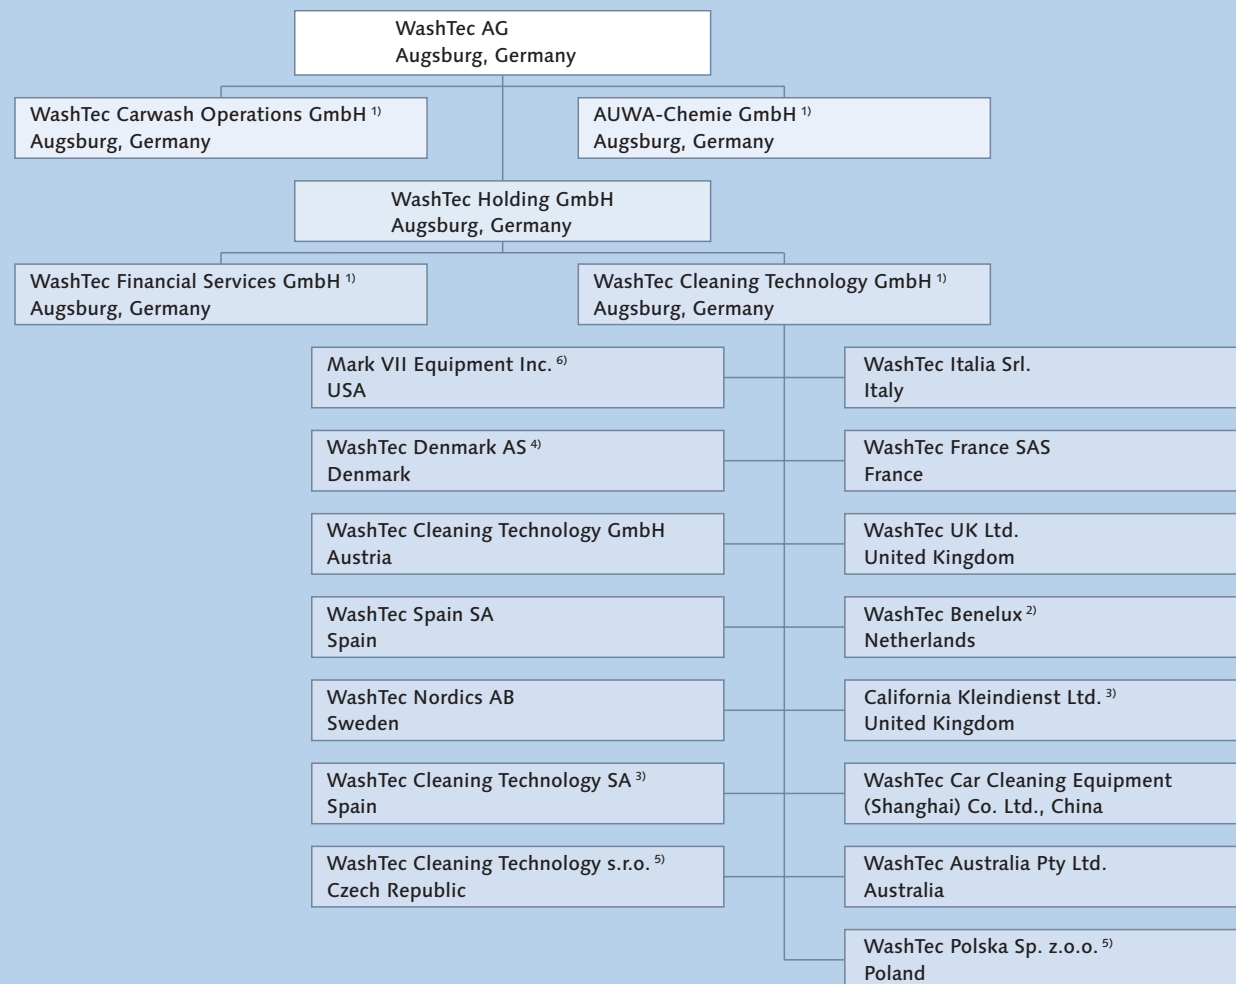 WashTec AG
Augsburg, Germany
WashTec Carwash Operations GmbH 1)
Augsburg, Germany
AUWA-Chemie GmbH 1)
Augsburg, Germany
WashTec Holding GmbH
Augsburg, Germany
WashTec Financial Services GmbH 1)
Augsburg, Germany
WashTec Cleaning Technology GmbH 1)
Augsburg, Germany
Mark VII Equipment Inc. 6)
USA
WashTec Italia Srl.
Italy
WashTec Denmark AS 4)
Denmark
WashTec France SAS
France
WashTec Cleaning Technology GmbH
Austria
WashTec UK Ltd.
United Kingdom
WashTec Spain SA
Spain
WashTec Benelux 2)
Netherlands
WashTec Nordics AB
Sweden
California Kleindienst Ltd. 3)
United Kingdom
WashTec Cleaning Technology SA 3)
Spain
WashTec Car Cleaning Equipment
(Shanghai) Co. Ltd., China
WashTec Cleaning Technology s.r.o. 5)
Czech Republic
WashTec Australia Pty Ltd.
Australia
WashTec Polska Sp. z.o.o. 5)
Poland